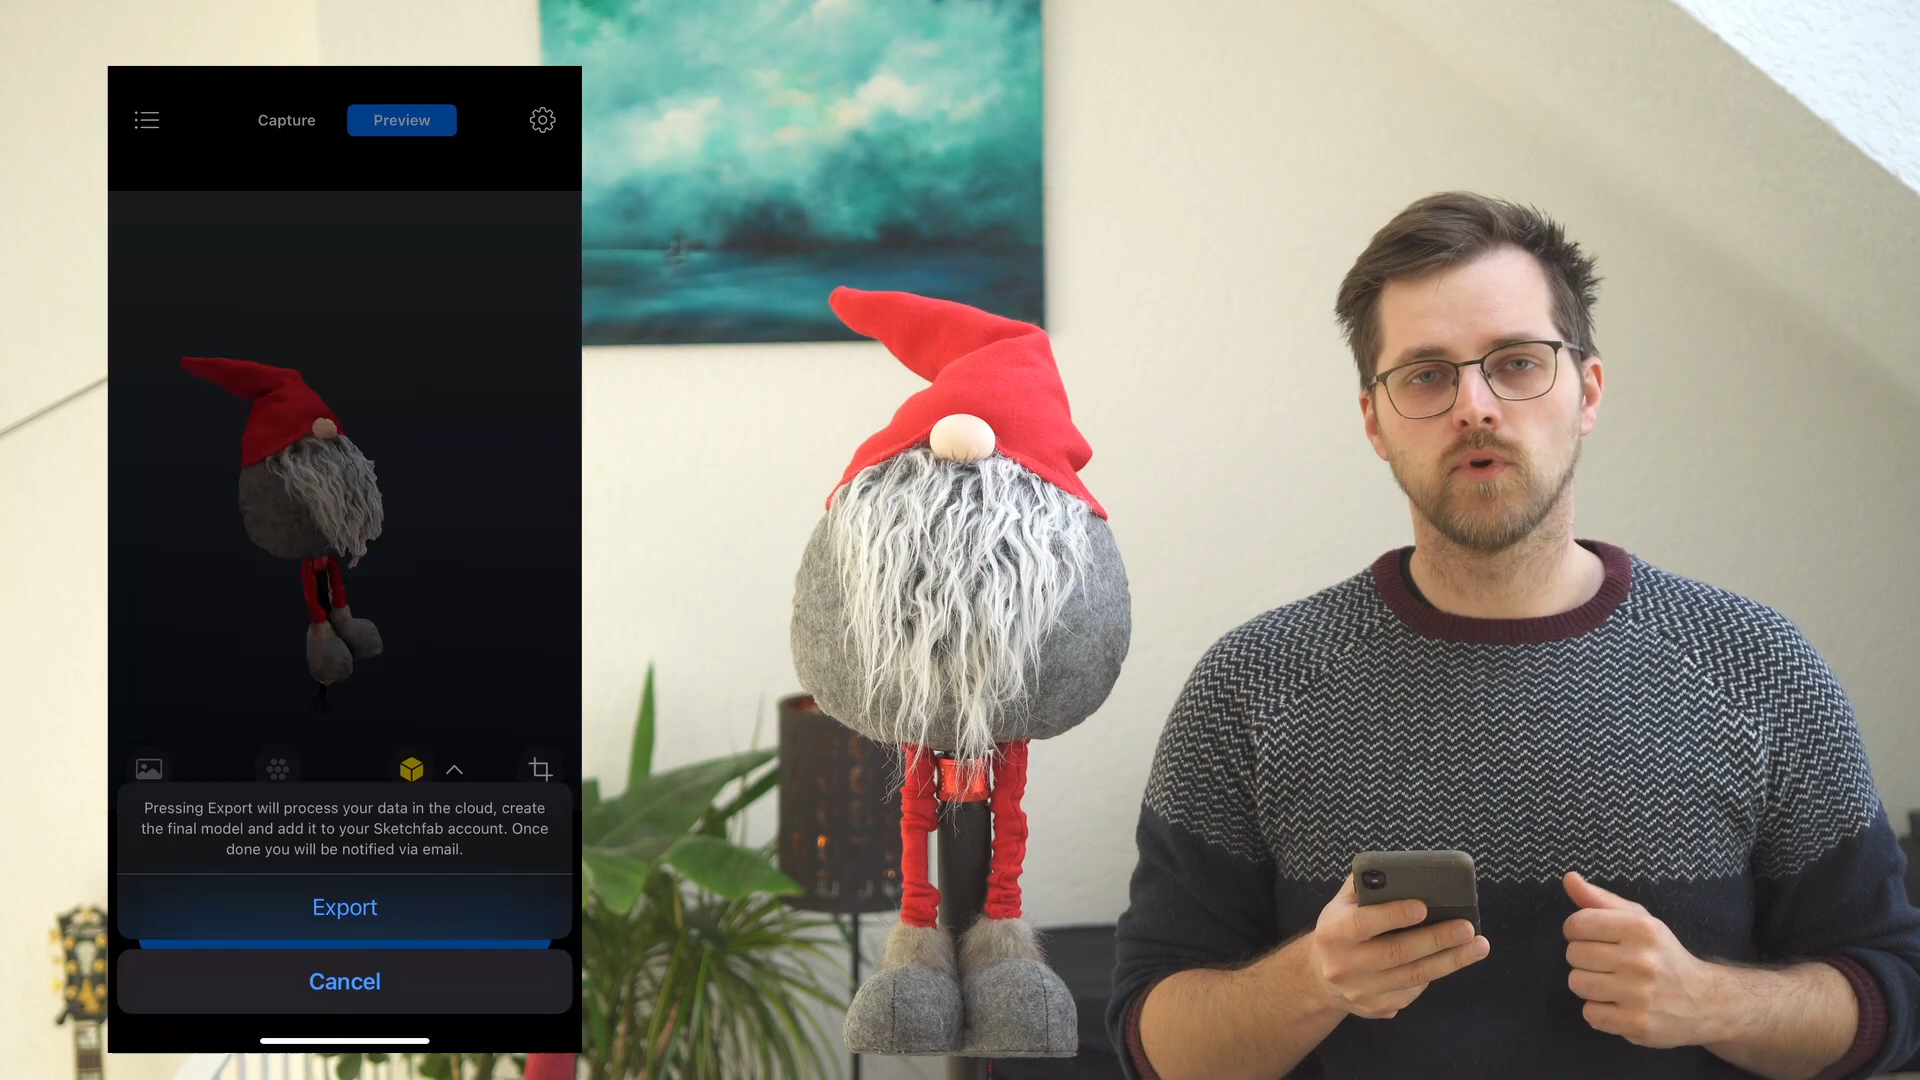 Capture Preview
Pressing Export will process your data in the cloud, create
the final model and add it to your Sketchfab account. Once
done you will be notified via email.
Export
Cancel